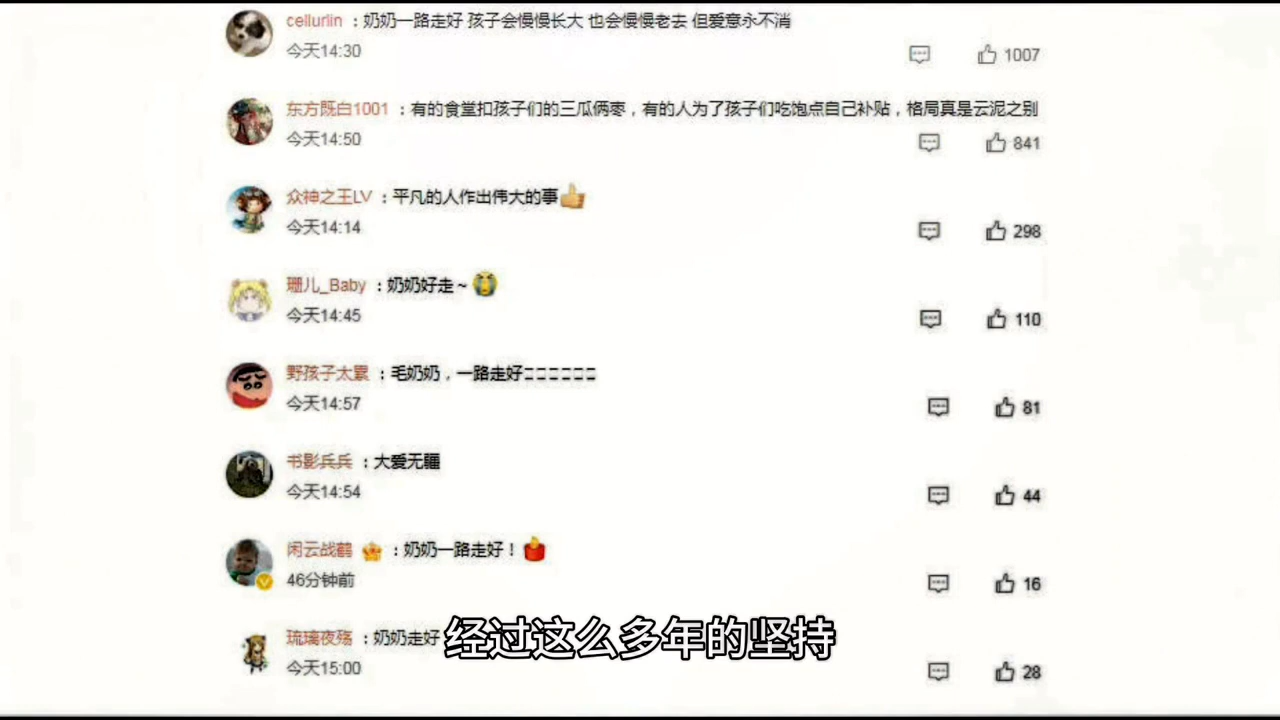 cellurlin ：奶奶一路走好 孩子会慢慢长大 也会慢慢老去 但爱意永不消
今天14:30
1007
东方既白1001 ：有的食堂扣孩子们的三瓜俩枣，有的人为了孩子们吃饱点自己补贴，格局真是云泥之别
今天14:50
841
众神之王LV ：平凡的人作出伟大的事
今天14:14
298
珊儿_Baby ：奶奶好走~
今天14:45
110
野孩子太累 ：毛奶奶，一路走好
今天14:57
81
书影兵兵 ：大爱无疆
今天14:54
44
闲云战鹤 ：奶奶一路走好！
46分钟前
16
琉璃夜殇 ：奶奶走好
经过这么多年的坚持
今天15:00
28